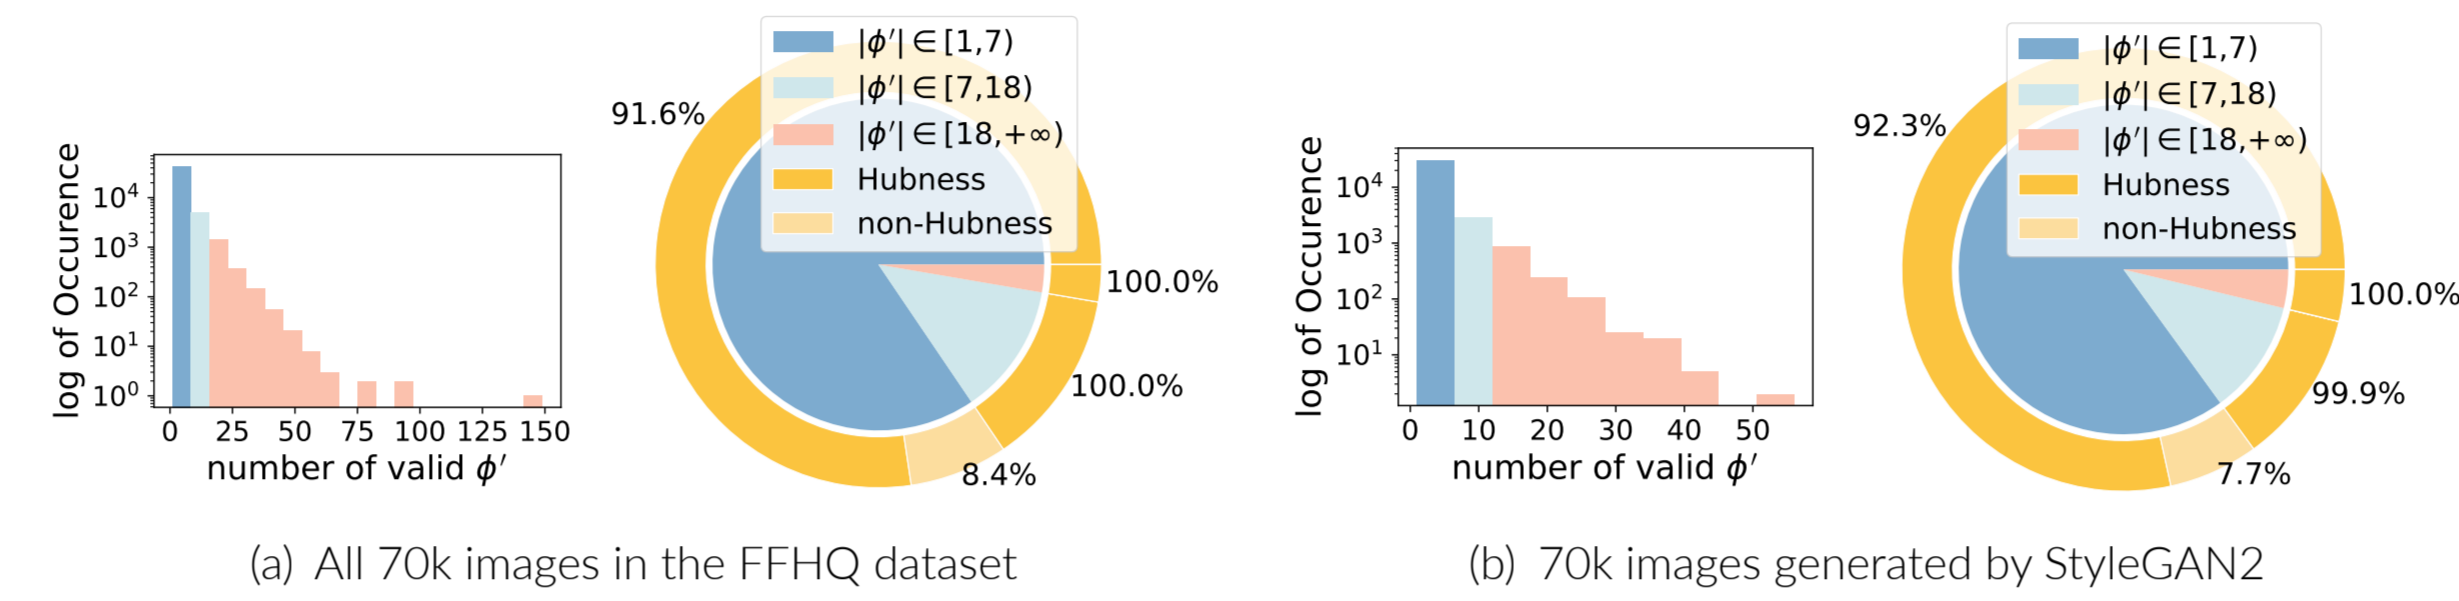 |ϕ′| ∈ [1,7)
|ϕ′| ∈ [7,18)
|ϕ′| ∈ [18,+∞)
Hubness
non-Hubness
91.6%
100.0%
100.0%
8.4%
log of Occurence
10⁴
10³
10²
10¹
10⁰
0 25 50 75 100 125 150
number of valid ϕ′
(a) All 70k images in the FFHQ dataset
|ϕ′| ∈ [1,7)
|ϕ′| ∈ [7,18)
|ϕ′| ∈ [18,+∞)
Hubness
non-Hubness
92.3%
100.0%
99.9%
7.7%
log of Occurence
10⁴
10³
10²
10¹
0 10 20 30 40 50
number of valid ϕ′
(b) 70k images generated by StyleGAN2